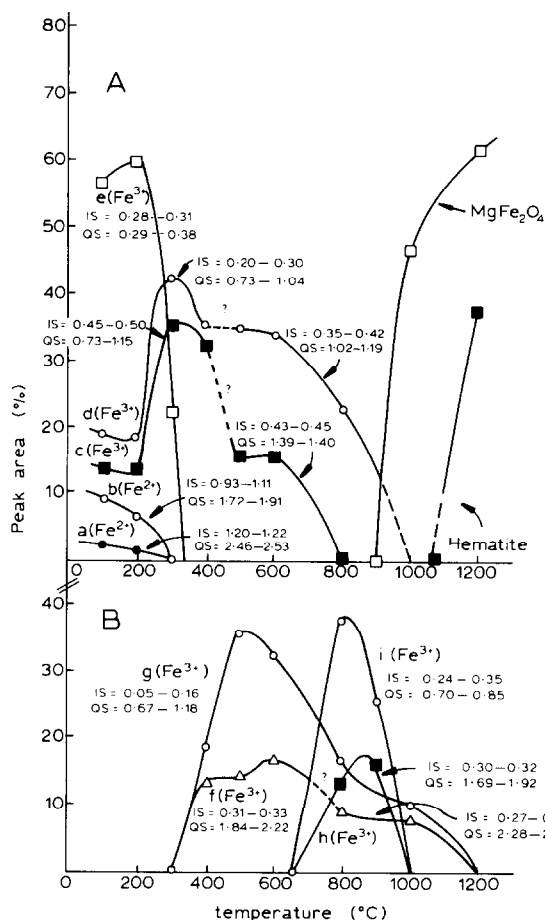 80
A
70
60
e(Fe³⁺)
IS = 0·28–0·31
QS = 0·29–0·38
MgFe₂O₄
50
IS = 0·20–0·30
QS = 0·73–1·04
40
IS = 0·45–0·50
QS = 0·73–1·15
?
IS = 0·35–0·42
QS = 1·02–1·19
30
?
d(Fe³⁺)
20
c(Fe³⁺)
IS = 0·43–0·45
QS = 1·39–1·40
b(Fe²⁺)
IS = 0·93–1·11
QS = 1·72–1·91
10
a(Fe²⁺)
IS = 1·20–1·22
QS = 2·46–2·53
Hematite
Peak area (%)
0 200 400 600 800 1000 1200
40
B
g(Fe³⁺)
IS = 0·05–0·16
QS = 0·67–1·18
i(Fe³⁺)
IS = 0·24–0·35
QS = 0·70–0·85
30
20
?
IS = 0·30–0·32
QS = 1·69–1·92
10
f(Fe³⁺)
IS = 0·31–0·33
QS = 1·84–2·22
h(Fe³⁺)
IS = 0·27–0
QS = 2·28–2
0 200 400 600 800 1000 1200
temperature (°C)